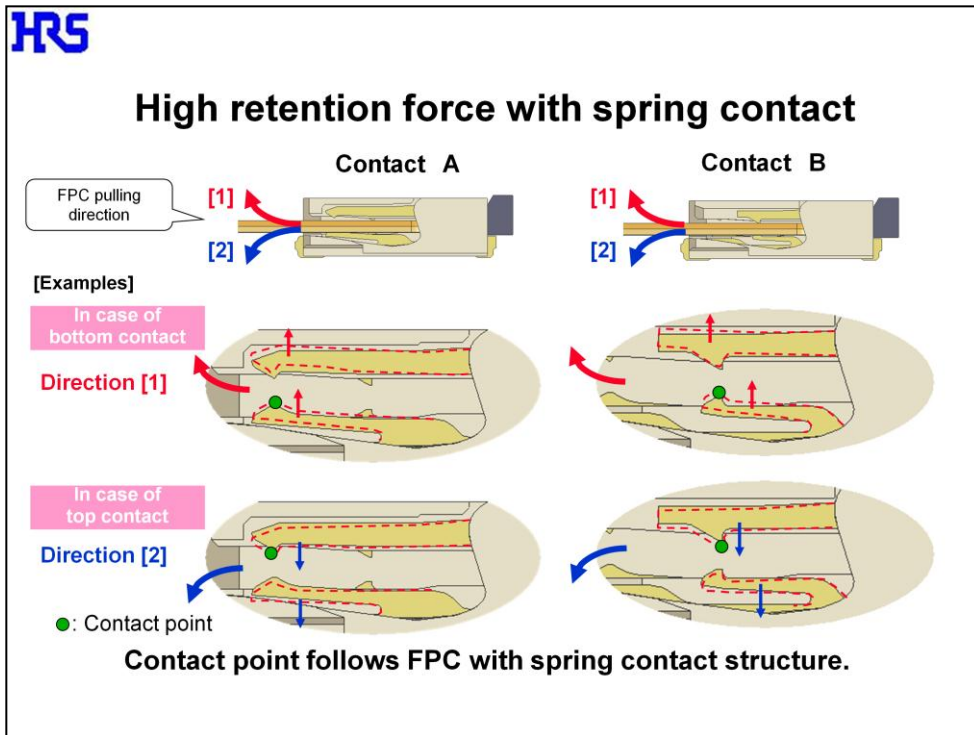 HRS
High retention force with spring contact
Contact A
Contact B
FPC pulling
direction
[1]
[2]
[1]
[2]
[Examples]
In case of
bottom contact
Direction [1]
In case of
top contact
Direction [2]
: Contact point
Contact point follows FPC with spring contact structure.